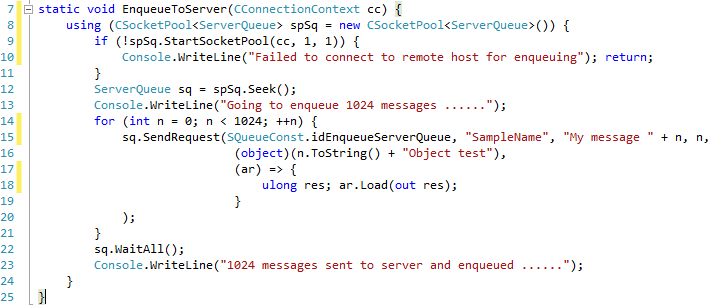 7 static void EnqueueToServer(CConnectionContext cc) {
8 using (CSocketPool<ServerQueue> spSq = new CSocketPool<ServerQueue>()) {
9 if (!spSq.StartSocketPool(cc, 1, 1)) {
10 Console.WriteLine("Failed to connect to remote host for enqueuing"); return;
11 }
12 ServerQueue sq = spSq.Seek();
13 Console.WriteLine("Going to enqueue 1024 messages ......");
14 for (int n = 0; n < 1024; ++n) {
15 sq.SendRequest(SQueueConst.idEnqueueServerQueue, "SampleName", "My message " + n, n,
16 (object)(n.ToString() + "Object test"),
17 (ar) => {
18 ulong res; ar.Load(out res);
19 }
20 );
21 }
22 sq.WaitAll();
23 Console.WriteLine("1024 messages sent to server and enqueued ......");
24 }
25 }